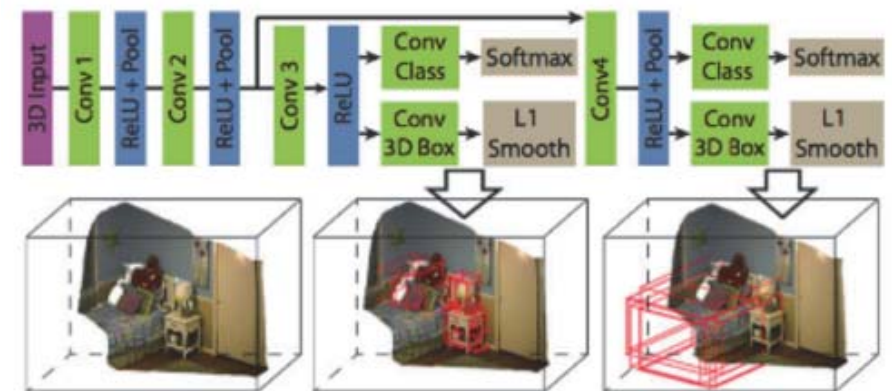 3D Input
Conv 1
ReLU + Pool
Conv 2
ReLU + Pool
Conv 3
ReLU
Conv
Class
Softmax
Conv
3D Box
L1
Smooth
Conv4
ReLU + Pool
Conv
Class
Softmax
Conv
3D Box
L1
Smooth